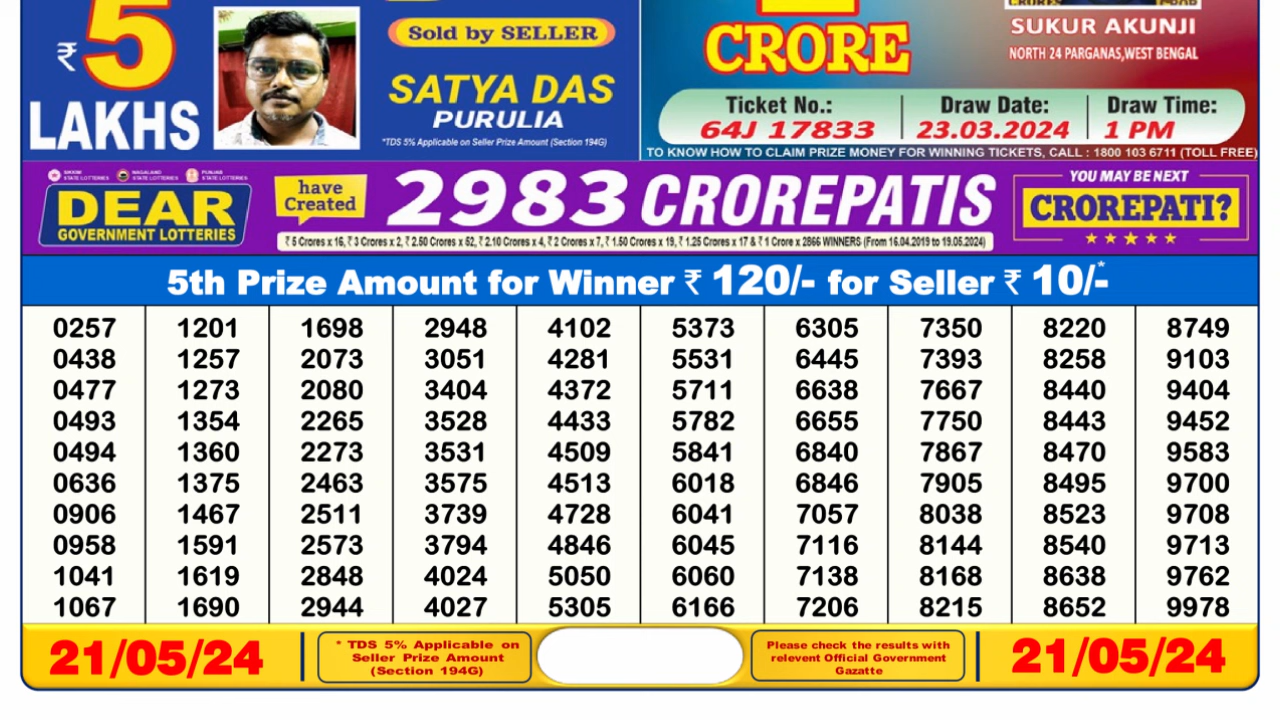 ₹ 5
LAKHS
Sold by SELLER
SATYA DAS
PURULIA
*TDS 5% Applicable on Seller Prize Amount (Section 194G)
CRORE
SUKUR AKUNJI
NORTH 24 PARGANAS,WEST BENGAL
Ticket No.: Draw Date: Draw Time:
64J 17833 23.03.2024 1 PM
TO KNOW HOW TO CLAIM PRIZE MONEY FOR WINNING TICKETS, CALL : 1800 103 6711 (TOLL FREE)
SIKKIM STATE LOTTERIES NAGALAND STATE LOTTERIES PUNJAB STATE LOTTERIES
DEAR
GOVERNMENT LOTTERIES
have
Created
2983 CROREPATIS
₹ 5 Crores x 16, ₹ 3 Crores x 2, ₹ 2.50 Crores x 52, ₹ 2.10 Crores x 4, ₹ 2 Crores x 7, ₹ 1.50 Crores x 19, ₹ 1.25 Crores x 17 & ₹ 1 Crore x 2866 WINNERS (From 16.04.2019 to 19.05.2024)
YOU MAY BE NEXT
CROREPATI?
5th Prize Amount for Winner ₹ 120/- for Seller ₹ 10/-*
0257 1201 1698 2948 4102 5373 6305 7350 8220 8749
0438 1257 2073 3051 4281 5531 6445 7393 8258 9103
0477 1273 2080 3404 4372 5711 6638 7667 8440 9404
0493 1354 2265 3528 4433 5782 6655 7750 8443 9452
0494 1360 2273 3531 4509 5841 6840 7867 8470 9583
0636 1375 2463 3575 4513 6018 6846 7905 8495 9700
0906 1467 2511 3739 4728 6041 7057 8038 8523 9708
0958 1591 2573 3794 4846 6045 7116 8144 8540 9713
1041 1619 2848 4024 5050 6060 7138 8168 8638 9762
1067 1690 2944 4027 5305 6166 7206 8215 8652 9978
21/05/24
* TDS 5% Applicable on
Seller Prize Amount
(Section 194G)
Please check the results with
relevent Official Government
Gazatte
21/05/24